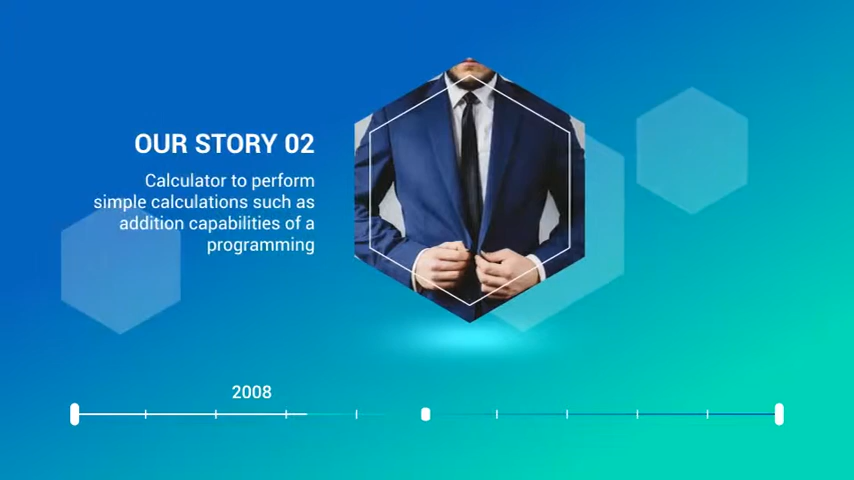 OUR STORY 02
Calculator to perform
simple calculations such as
addition capabilities of a
programming
2008